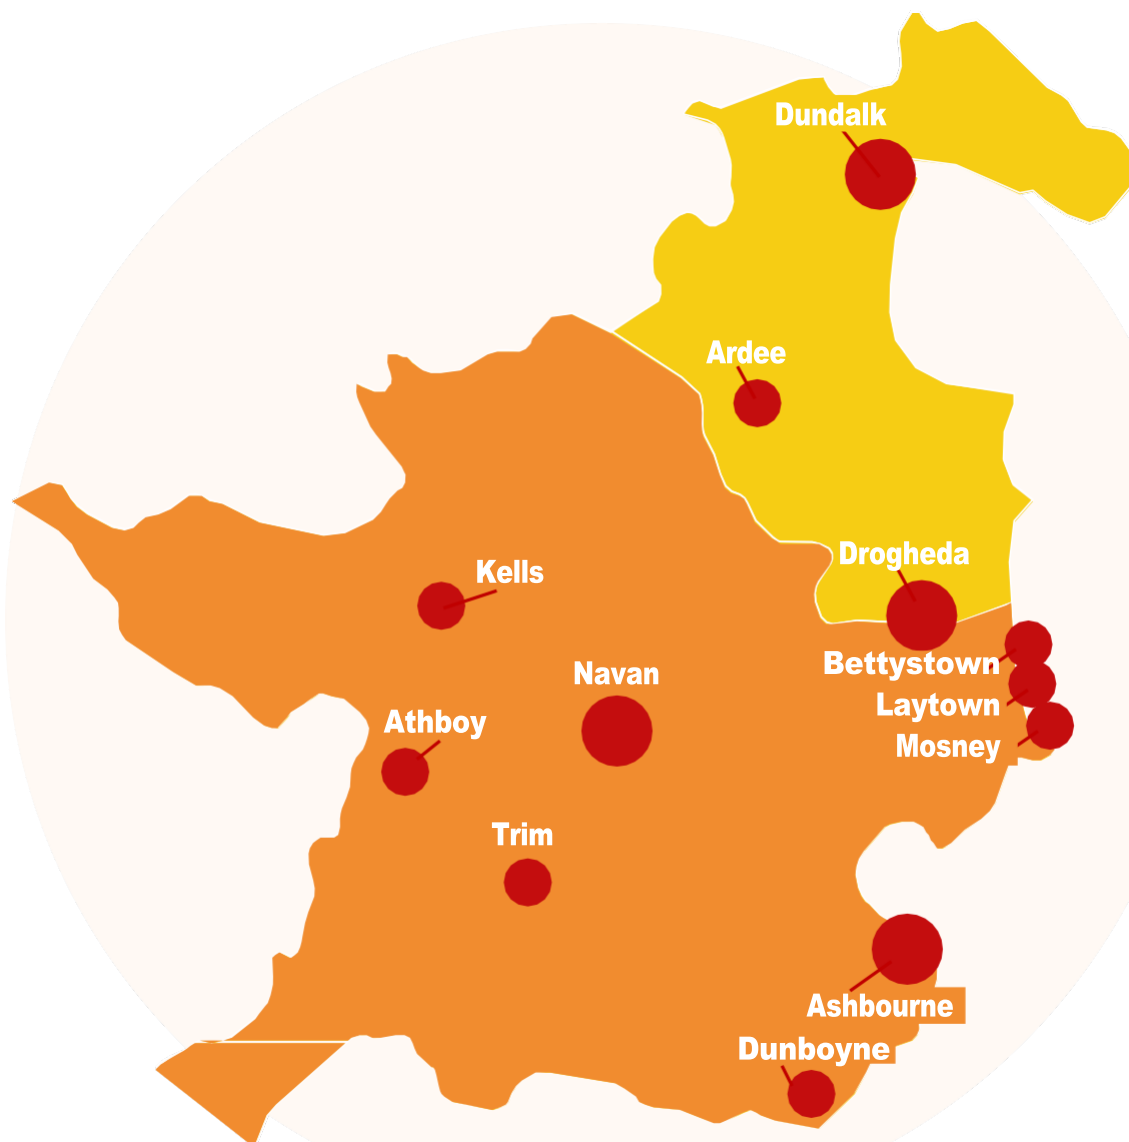 Dundalk
Ardee
Drogheda
Kells
Bettystown
Navan
Laytown
Athboy
Mosney
Trim
Ashbourne
Dunboyne